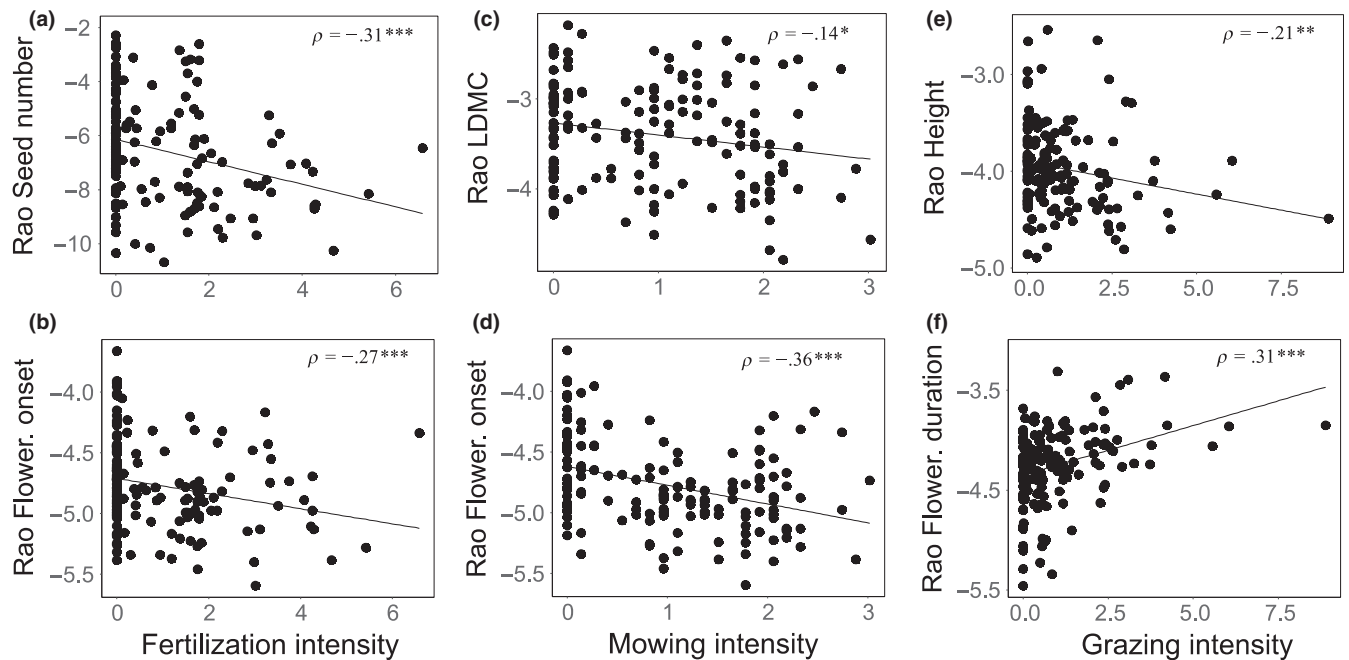 (a)
ρ = −.31***
Rao Seed number
−2
−4
−6
−8
−10
0 2 4 6
(c)
ρ = −.14*
Rao LDMC
−3
−4
0 1 2 3
(e)
ρ = −.21**
Rao Height
−3.0
−4.0
−5.0
0.0 2.5 5.0 7.5
(b)
ρ = −.27***
Rao Flower. onset
−4.0
−4.5
−5.0
−5.5
0 2 4 6
Fertilization intensity
(d)
ρ = −.36***
Rao Flower. onset
−4.0
−4.5
−5.0
−5.5
0 1 2 3
Mowing intensity
(f)
ρ = .31***
Rao Flower. duration
−3.5
−4.5
−5.5
0.0 2.5 5.0 7.5
Grazing intensity